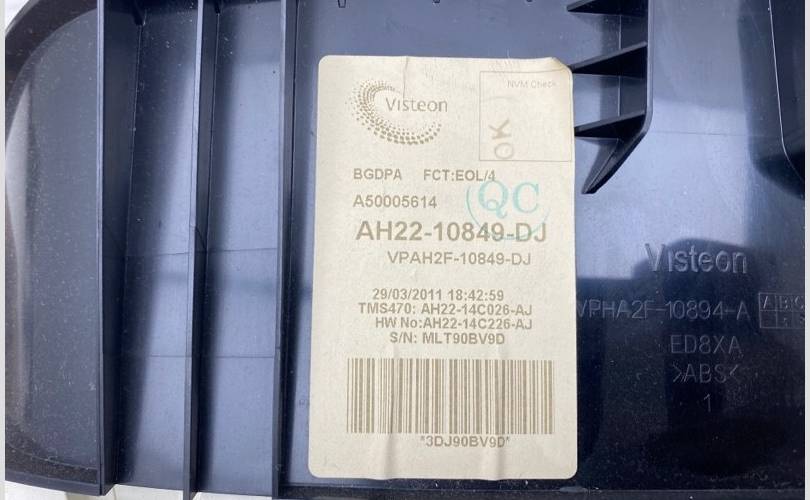 Visteon
NVM Check
OK
BGDPA FCT:EOL/4
QC
A50005614
AH22-10849-DJ
VPAH2F-10849-DJ
29/03/2011 18:42:59
TMS470: AH22-14C026-AJ
HW No:AH22-14C226-AJ
S/N: MLT90BV9D
*3DJ90BV9D*
Visteon
VPHA2F-10894-A
ABC
ED8XA
>ABS<
1